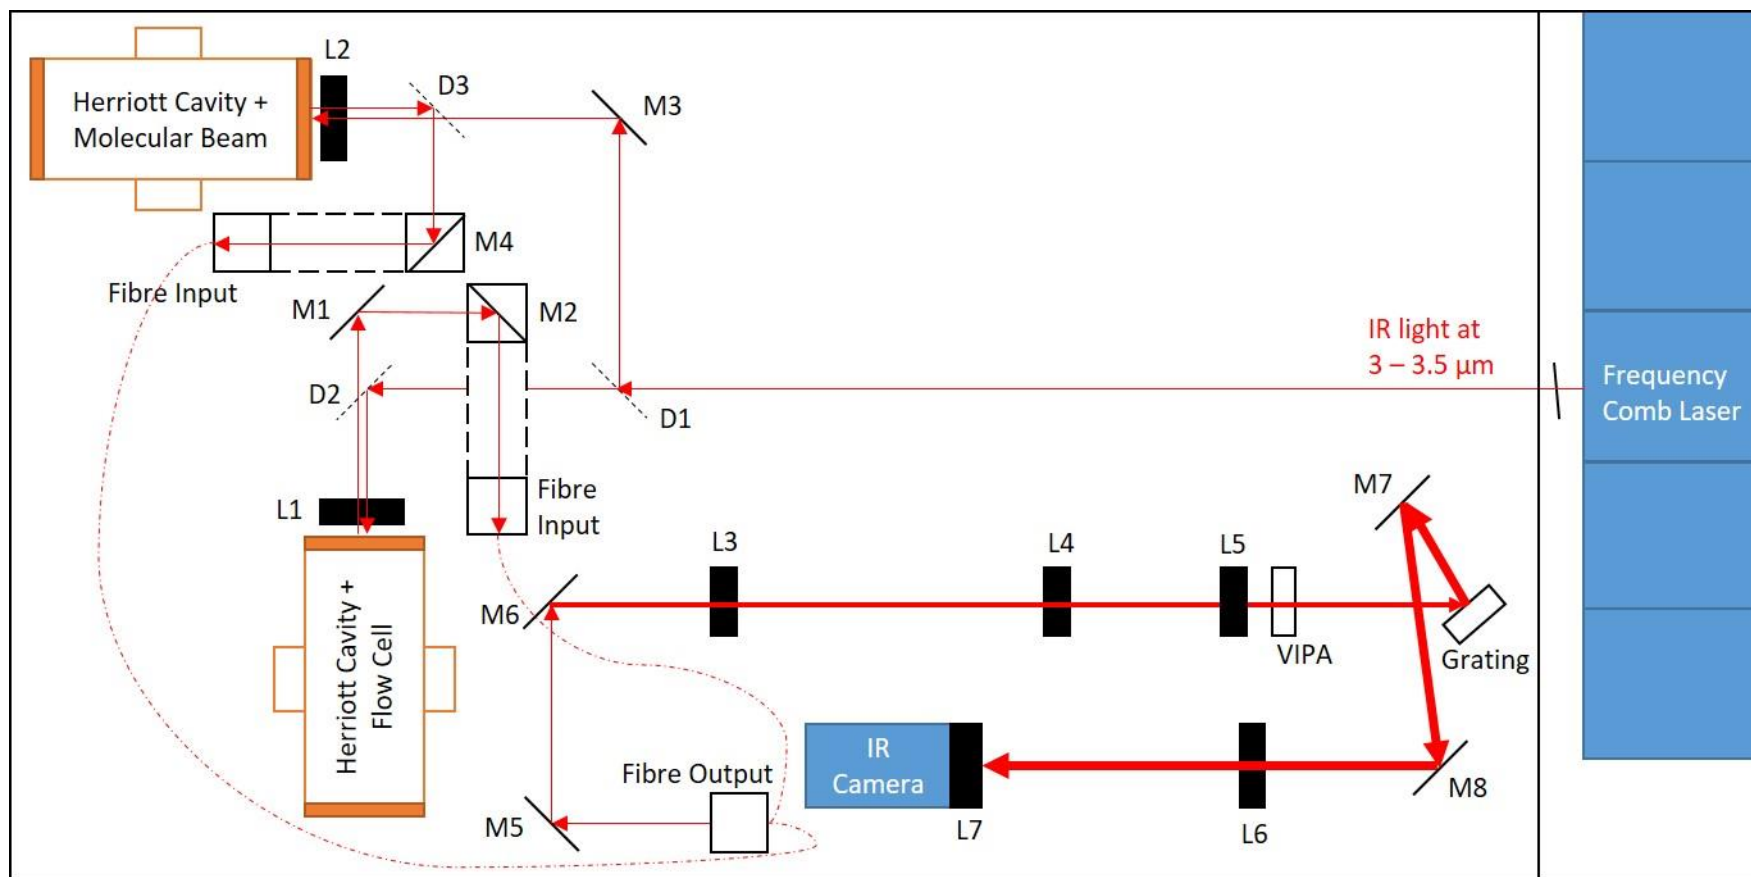 L2
D3
M3
Herriott Cavity +
Molecular Beam
M4
Fibre Input
M1
M2
IR light at
3 – 3.5 µm
Frequency
Comb Laser
D2
D1
L1
Fibre
Input
M7
L3
L4
L5
M6
VIPA
Grating
Herriott Cavity +
Flow Cell
Fibre Output
IR
Camera
M5
L7
L6
M8